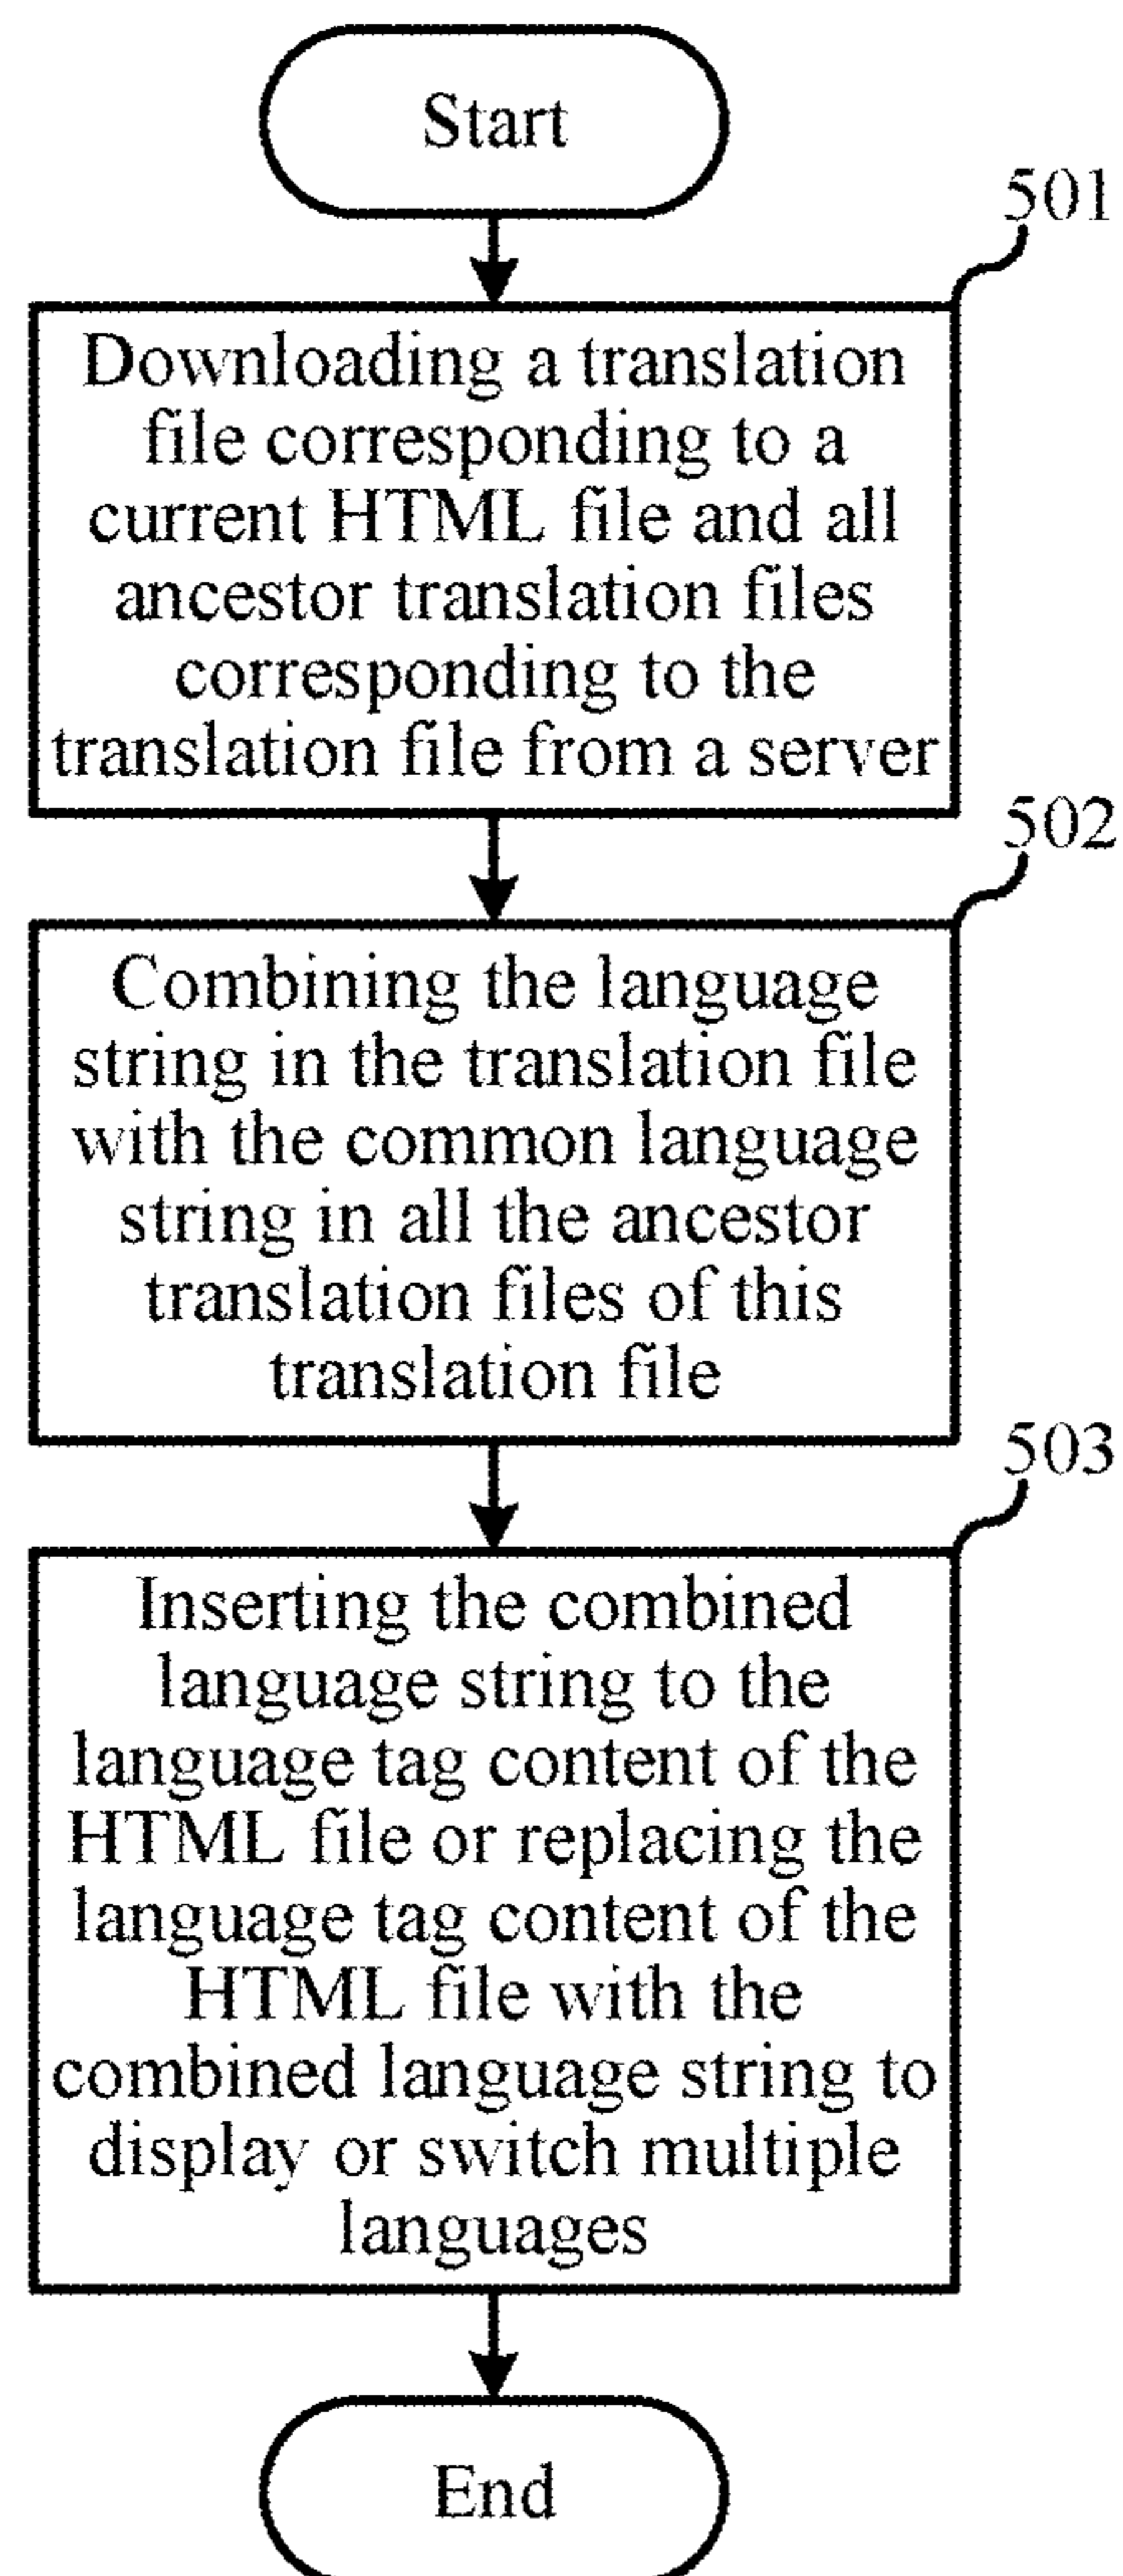 Start
501
Downloading a translation
file corresponding to a
current HTML file and all
ancestor translation files
corresponding to the
translation file from a server
502
Combining the language
string in the translation file
with the common language
string in all the ancestor
translation files of this
translation file
503
Inserting the combined
language string to the
language tag content of the
HTML file or replacing the
language tag content of the
HTML file with the
combined language string to
display or switch multiple
languages
End